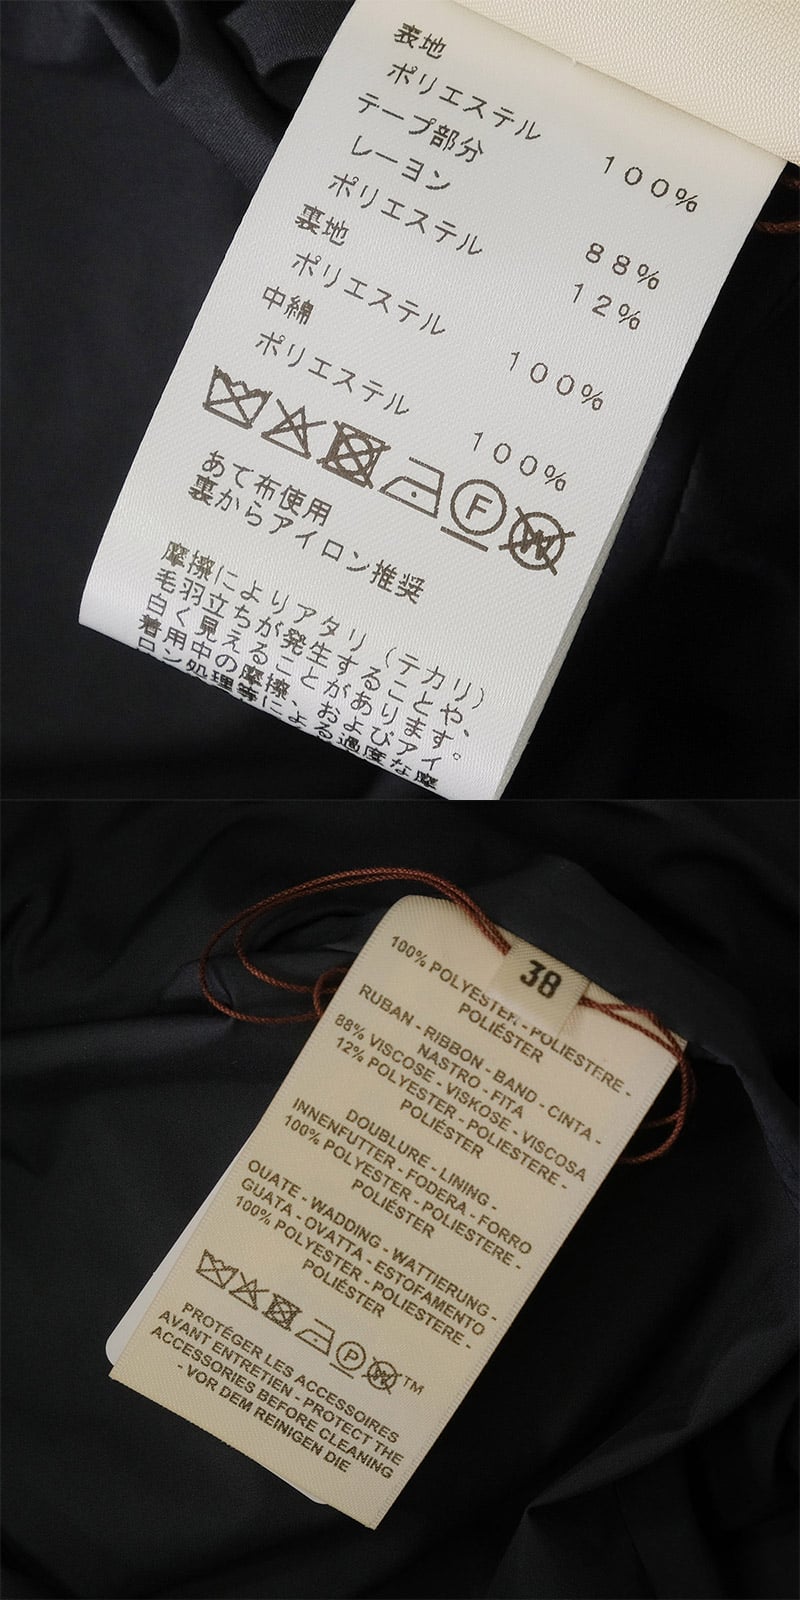 表地
ポリエステル 100%
テープ部分
レーヨン 88%
ポリエステル 12%
裏地
ポリエステル 100%
中綿
ポリエステル 100%
F W
あて布使用
裏からアイロン推奨
摩擦によりアタリ（テカリ）
毛羽立ちが発生することや、
白く見えることがあります。
着用中の摩擦、およびアイ
ロン処理等による過度な摩
38
100% POLYESTER - POLIESTERE -
POLIÉSTER
RUBAN - RIBBON - BAND - CINTA -
NASTRO - FITA
88% VISCOSE - VISKOSE - VISCOSA
12% POLYESTER - POLIESTERE -
POLIÉSTER
DOUBLURE - LINING -
INNENFUTTER - FODERA - FORRO
100% POLYESTER - POLIESTERE -
POLIÉSTER
OUATE - WADDING - WATTIERUNG -
GUATA - OVATTA - ESTOFAMENTO
100% POLYESTER - POLIESTERE -
POLIÉSTER
P W TM
PROTÉGER LES ACCESSOIRES
AVANT ENTRETIEN - PROTECT THE
ACCESSORIES BEFORE CLEANING
- VOR DEM REINIGEN DIE